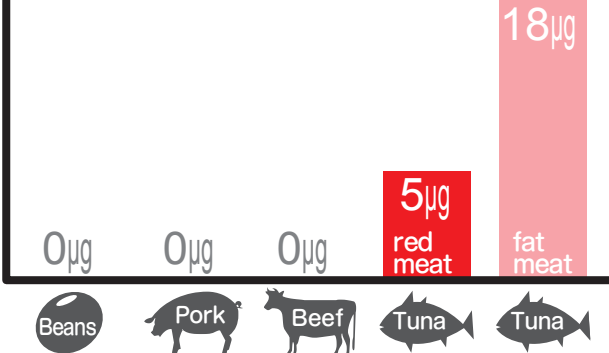 18μg
5μg
0μg 0μg 0μg red meat fat meat
Beans Pork Beef Tuna Tuna